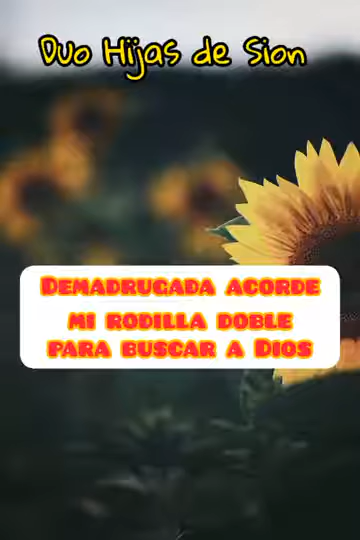 Duo Hijas de Sion
Demadrugada acorde
mi rodilla doble
para buscar a Dios